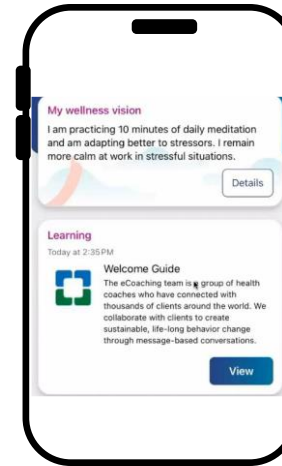 My wellness vision
I am practicing 10 minutes of daily meditation
and am adapting better to stressors. I remain
more calm at work in stressful situations.
Details
Learning
Today at 2:35PM
Welcome Guide
The eCoaching team is group of health
coaches who have connected with
thousands of clients around the world. We
collaborate with clients to create
sustainable, life-long behavior change
through message-based conversations.
View